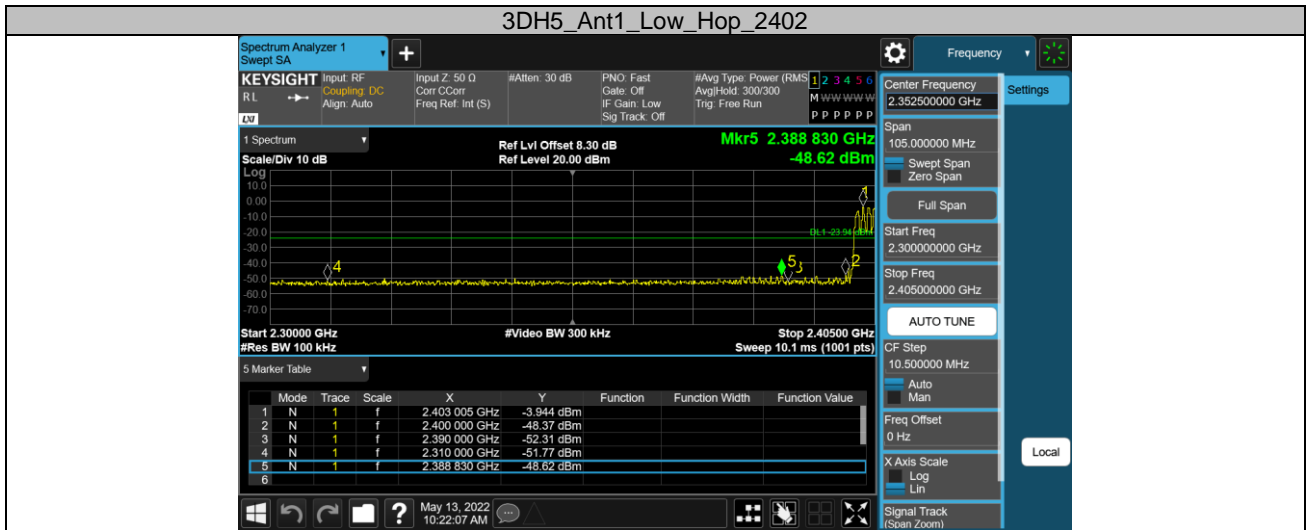 3DH5_Ant1_Low_Hop_2402
Spectrum Analyzer 1
Swept SA
Frequency
KEYSIGHT
RL
LXI
Input: RF
Coupling: DC
Align: Auto
Input Z: 50 Ω
Corr CCorr
Freq Ref: Int (S)
#Atten: 30 dB
PNO: Fast
Gate: Off
IF Gain: Low
Sig Track: Off
#Avg Type: Power (RMS
Avg|Hold: 300/300
Trig: Free Run
1 2 3 4 5 6
M W W W W W
P P P P P P
1 Spectrum
Scale/Div 10 dB
Ref Lvl Offset 8.30 dB
Ref Level 20.00 dBm
Mkr5 2.388 830 GHz
-48.62 dBm
Log
10.0
0.00
-10.0
-20.0
-30.0
-40.0
-50.0
-60.0
-70.0
DL1 -23.94 dBm
1
4
5
3
2
Start 2.30000 GHz
#Res BW 100 kHz
#Video BW 300 kHz
Stop 2.40500 GHz
Sweep 10.1 ms (1001 pts)
5 Marker Table
Mode Trace Scale X Y Function Function Width Function Value
1 N 1 f 2.403 005 GHz -3.944 dBm
2 N 1 f 2.400 000 GHz -48.37 dBm
3 N 1 f 2.390 000 GHz -52.31 dBm
4 N 1 f 2.310 000 GHz -51.77 dBm
5 N 1 f 2.388 830 GHz -48.62 dBm
6
May 13, 2022
10:22:07 AM
Center Frequency
2.352500000 GHz
Settings
Span
105.000000 MHz
Swept Span
Zero Span
Full Span
Start Freq
2.300000000 GHz
Stop Freq
2.405000000 GHz
AUTO TUNE
CF Step
10.500000 MHz
Auto
Man
Freq Offset
0 Hz
X Axis Scale
Log
Lin
Local
Signal Track
(Span Zoom)